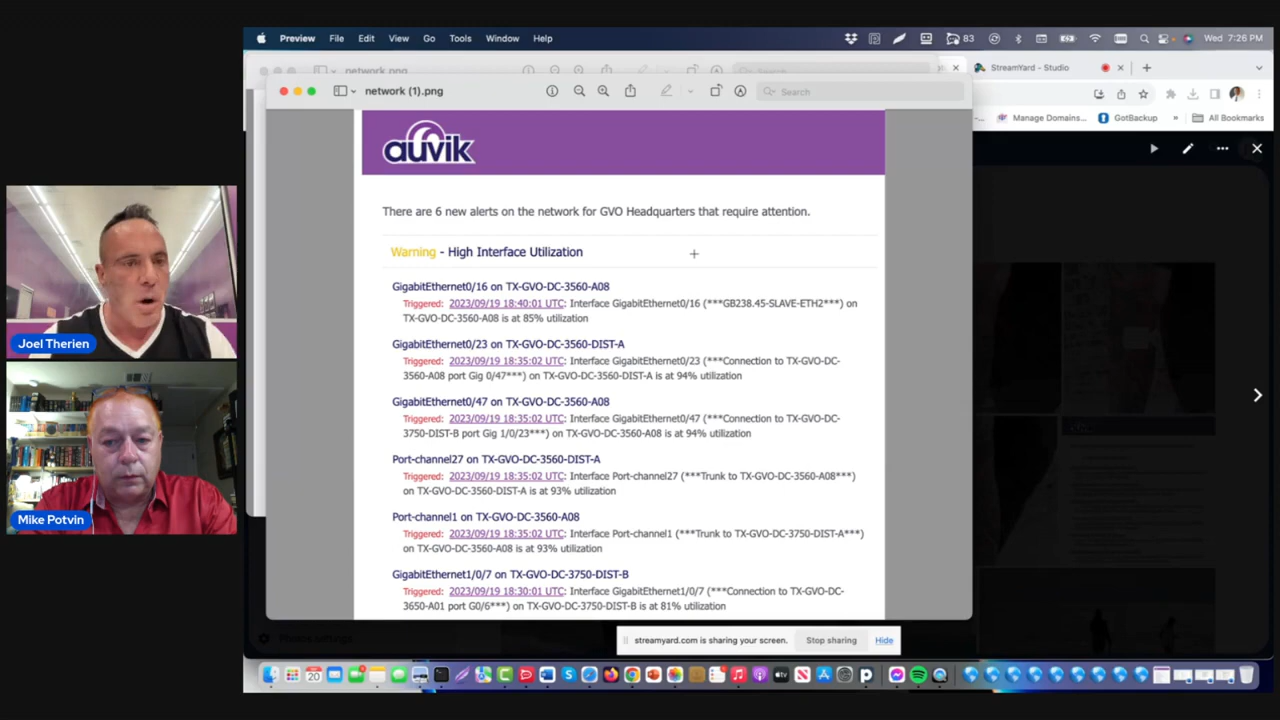 Preview File Edit View Go Tools Window Help
83
Wed 7:26 PM
network.png
Search
StreamYard - Studio
network (1).png
Search
Manage Domains...
GotBackup
All Bookmarks
auvik
There are 6 new alerts on the network for GVO Headquarters that require attention.
Warning - High Interface Utilization
GigabitEthernet0/16 on TX-GVO-DC-3560-A08
Triggered: 2023/09/19 18:40:01 UTC: Interface GigabitEthernet0/16 (***GB238.45-SLAVE-ETH2***) on
TX-GVO-DC-3560-A08 is at 85% utilization
GigabitEthernet0/23 on TX-GVO-DC-3560-DIST-A
Triggered: 2023/09/19 18:35:02 UTC: Interface GigabitEthernet0/23 (***Connection to TX-GVO-DC-
3560-A08 port Gig 0/47***) on TX-GVO-DC-3560-DIST-A is at 94% utilization
GigabitEthernet0/47 on TX-GVO-DC-3560-A08
Triggered: 2023/09/19 18:35:02 UTC: Interface GigabitEthernet0/47 (***Connection to TX-GVO-DC-
3750-DIST-B port Gig 1/0/23***) on TX-GVO-DC-3560-A08 is at 94% utilization
Port-channel27 on TX-GVO-DC-3560-DIST-A
Triggered: 2023/09/19 18:35:02 UTC: Interface Port-channel27 (***Trunk to TX-GVO-DC-3560-A08***)
on TX-GVO-DC-3560-DIST-A is at 93% utilization
Port-channel1 on TX-GVO-DC-3560-A08
Triggered: 2023/09/19 18:35:02 UTC: Interface Port-channel1 (***Trunk to TX-GVO-DC-3750-DIST-A***)
on TX-GVO-DC-3560-A08 is at 93% utilization
GigabitEthernet1/0/7 on TX-GVO-DC-3750-DIST-B
Triggered: 2023/09/19 18:30:01 UTC: Interface GigabitEthernet1/0/7 (***Connection to TX-GVO-DC-
3650-A01 port G0/6***) on TX-GVO-DC-3750-DIST-B is at 81% utilization
Joel Therien
Mike Potvin
streamyard.com is sharing your screen.
Stop sharing
Hide
20